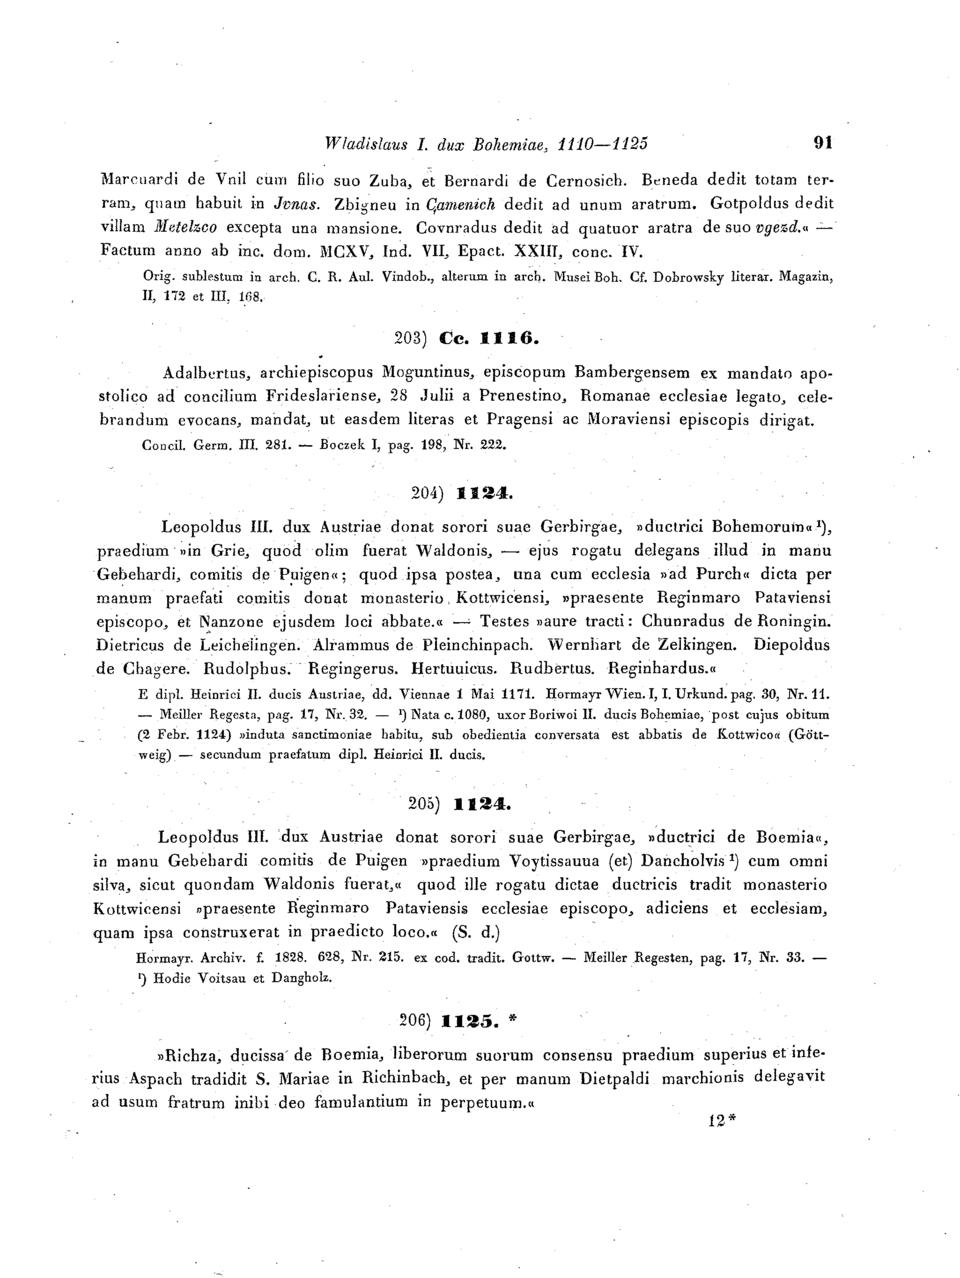 Wladislaus I. dux Bohemiae, 1110—1125 91
Marcuardi de Vnil cum filio suo Zuba, et Bernardi de Cernosich. Beneda dedit totam ter-
ram, quam habuit in Jvnas. Zbigneu in Çamenich dedit ad unum aratrum. Gotpoldus dedit
villam Metelzco excepta una mansione. Covnradus dedit ad quatuor aratra de suo vgezd.« —
Factum anno ab inc. dom. MCXV, Ind. VII, Epact. XXIII, conc. IV.
Orig. sublestum in arch. C. R. Aul. Vindob., alterum in arch. Musei Boh. Cf. Dobrowsky literar. Magazin,
II, 172 et III, 168.
203) Cc. 1116.
Adalbertus, archiepiscopus Moguntinus, episcopum Bambergensem ex mandato apo-
stolico ad concilium Frideslariense, 28 Julii a Prenestino, Romanae ecclesiae legato, cele-
brandum evocans, mandat, ut easdem literas et Pragensi ac Moraviensi episcopis dirigat.
Concil. Germ. III. 281. — Boczek I, pag. 198, Nr. 222.
204) 1124.
Leopoldus III. dux Austriae donat sorori suae Gerbirgae, »ductrici Bohemorum« ¹),
praedium »in Grie, quod olim fuerat Waldonis, — ejus rogatu delegans illud in manu
Gebehardi, comitis de Puigen«; quod ipsa postea, una cum ecclesia »ad Purch« dicta per
manum praefati comitis donat monasterio Kottwicensi, »praesente Reginmaro Pataviensi
episcopo, et Nanzone ejusdem loci abbate.« — Testes »aure tracti: Chunradus de Roningin.
Dietricus de Leichelingen. Alrammus de Pleinchinpach. Wernhart de Zelkingen. Diepoldus
de Chagere. Rudolphus. Regingerus. Hertuuicus. Rudbertus. Reginhardus.«
E dipl. Heinrici II. ducis Austriae, dd. Viennae 1 Mai 1171. Hormayr Wien. I, I. Urkund. pag. 30, Nr. 11.
— Meiller Regesta, pag. 17, Nr. 32. — ¹) Nata c. 1080, uxor Boriwoi II. ducis Bohemiae, post cujus obitum
(2 Febr. 1124) »induta sanctimoniae habitu, sub obedientia conversata est abbatis de Kottwico« (Gött-
weig) — secundum praefatum dipl. Heinrici II. ducis.
205) 1124.
Leopoldus III. dux Austriae donat sorori suae Gerbirgae, »ductrici de Boemia«,
in manu Gebehardi comitis de Puigen »praedium Voytissauua (et) Dancholvis ¹) cum omni
silva, sicut quondam Waldonis fuerat,« quod ille rogatu dictae ductricis tradit monasterio
Kottwicensi »praesente Reginmaro Pataviensis ecclesiae episcopo, adiciens et ecclesiam,
quam ipsa construxerat in praedicto loco.« (S. d.)
Hormayr. Archiv. f. 1828. 628, Nr. 215. ex cod. tradit. Gottw. — Meiller Regesten, pag. 17, Nr. 33. —
¹) Hodie Voitsau et Dangholz.
206) 1125. *
»Richza, ducissa de Boemia, liberorum suorum consensu praedium superius et infe-
rius Aspach tradidit S. Mariae in Richinbach, et per manum Dietpaldi marchionis delegavit
ad usum fratrum inibi deo famulantium in perpetuum.«
12*